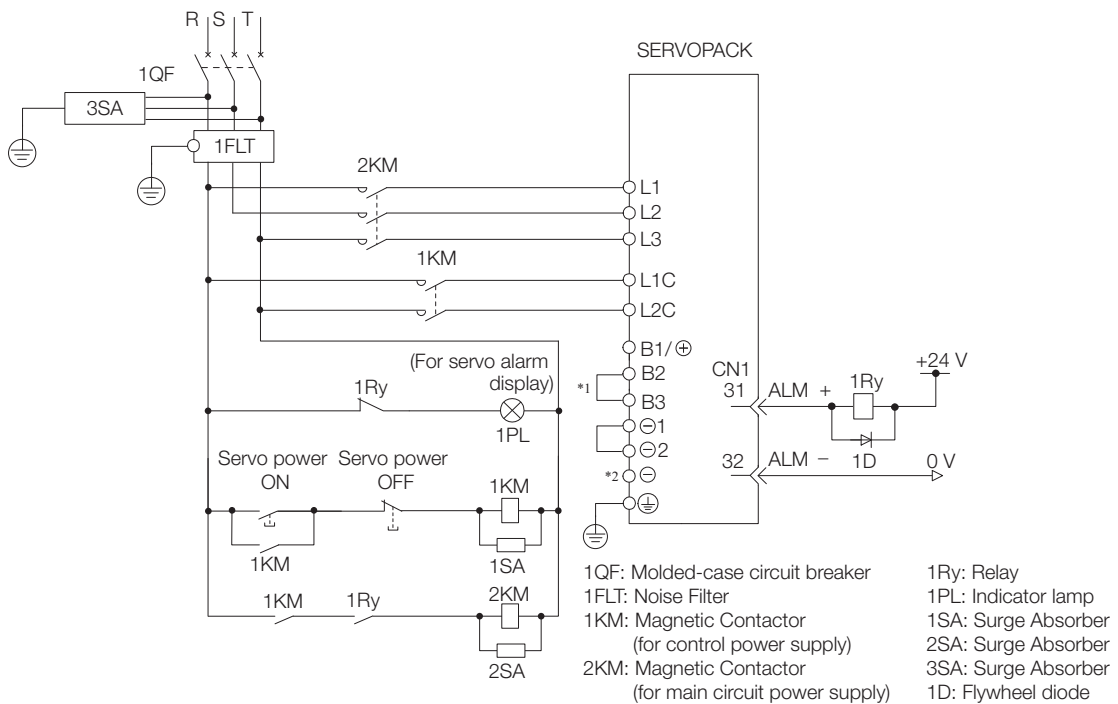 R S T
SERVOPACK
1QF
3SA
1FLT
2KM
L1
L2
L3
1KM
L1C
L2C
B1/⊕
(For servo alarm
display)
B2
CN1
+24 V
1Ry
*1
31
ALM +
1Ry
B3
1PL
⊖1
⊖2
1D
Servo power
ON
Servo power
OFF
32
ALM −
0 V
*2
⊖
1KM
1KM
1SA
1KM
1Ry
2KM
2SA
1QF: Molded-case circuit breaker
1FLT: Noise Filter
1KM: Magnetic Contactor
(for control power supply)
2KM: Magnetic Contactor
(for main circuit power supply)
1Ry: Relay
1PL: Indicator lamp
1SA: Surge Absorber
2SA: Surge Absorber
3SA: Surge Absorber
1D: Flywheel diode